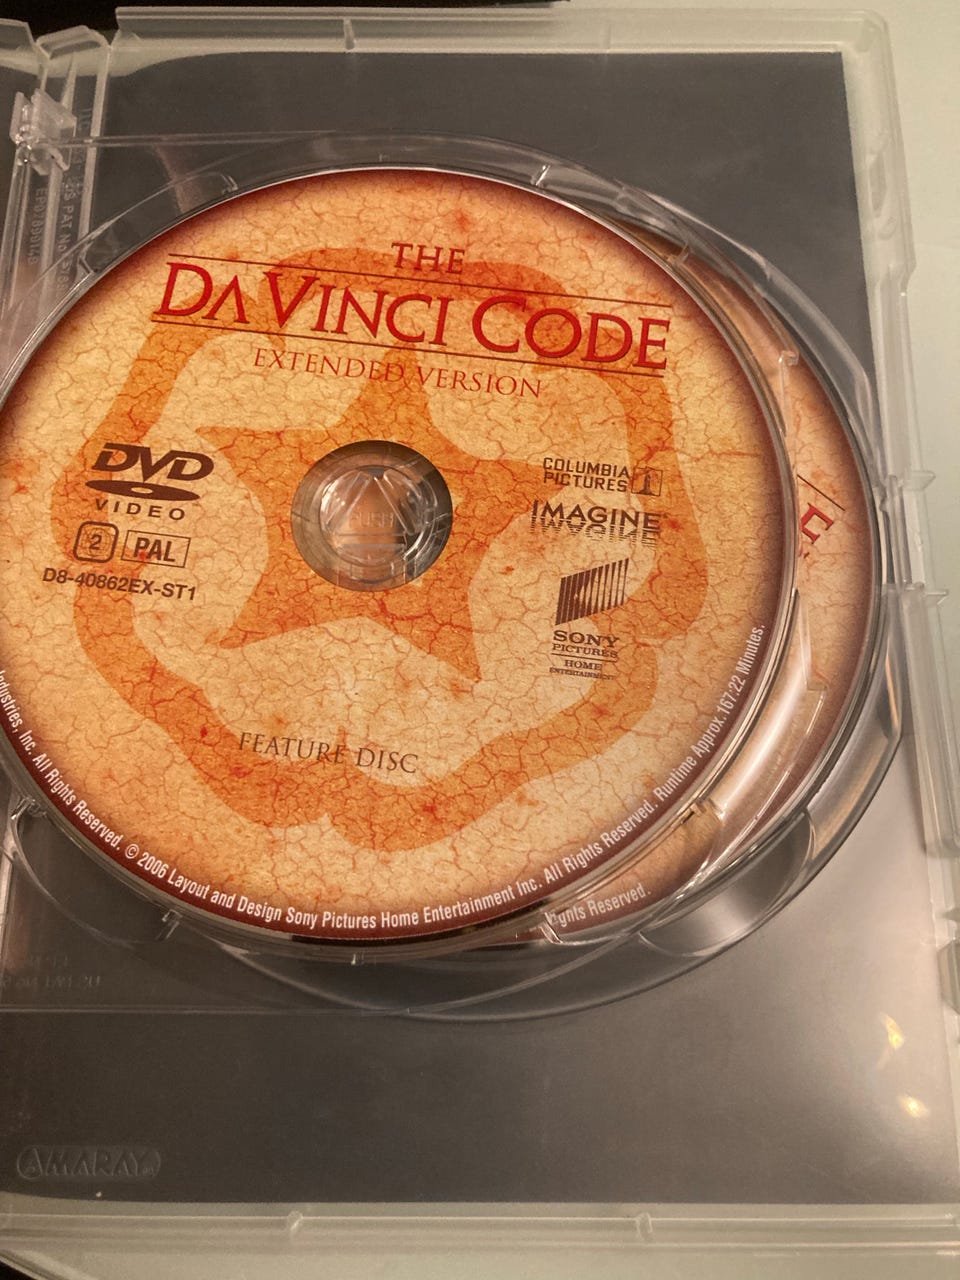 THE
DA VINCI CODE
EXTENDED VERSION
DVD
VIDEO
2 PAL
D8-40862EX-ST1
COLUMBIA
PICTURES
IMAGINE
SONY
PICTURES
HOME
ENTERTAINMENT
PUSH
FEATURE DISC
Industries, Inc. All Rights Reserved. © 2006 Layout and Design Sony Pictures Home Entertainment Inc. All Rights Reserved. Runtime Approx.167:22 Minutes.
E
ights Reserved.
AMARAY